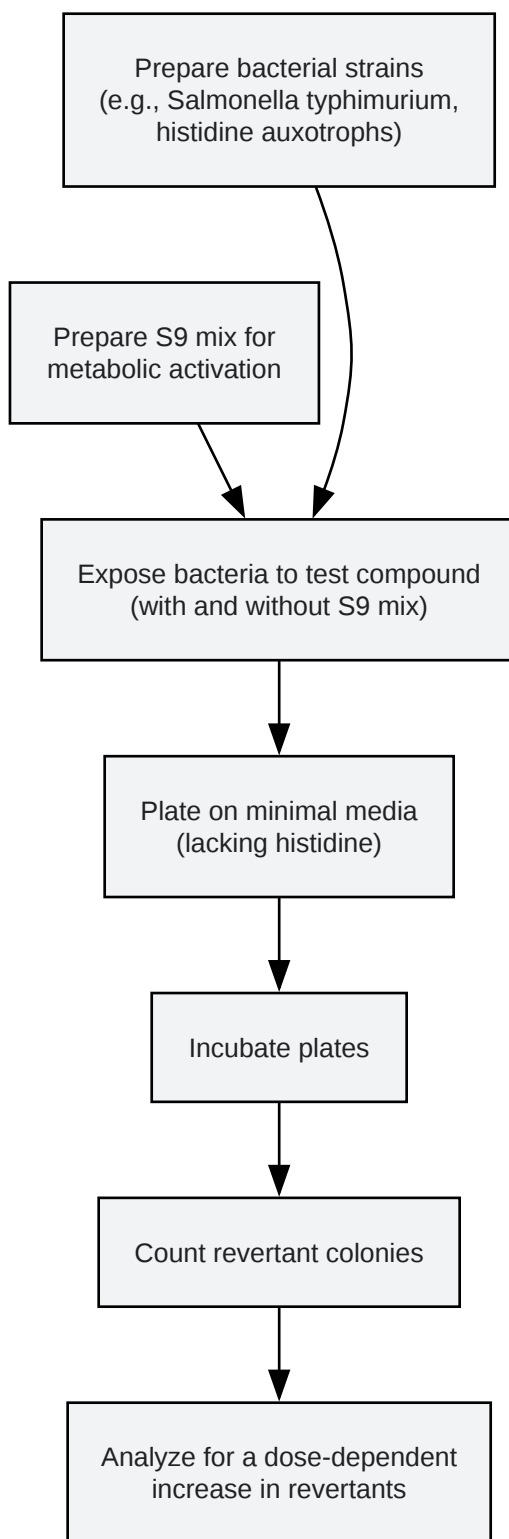 Prepare bacterial strains
(e.g., Salmonella typhimurium,
histidine auxotrophs)
Prepare S9 mix for
metabolic activation
Expose bacteria to test compound
(with and without S9 mix)
Plate on minimal media
(lacking histidine)
Incubate plates
Count revertant colonies
Analyze for a dose-dependent
increase in revertants